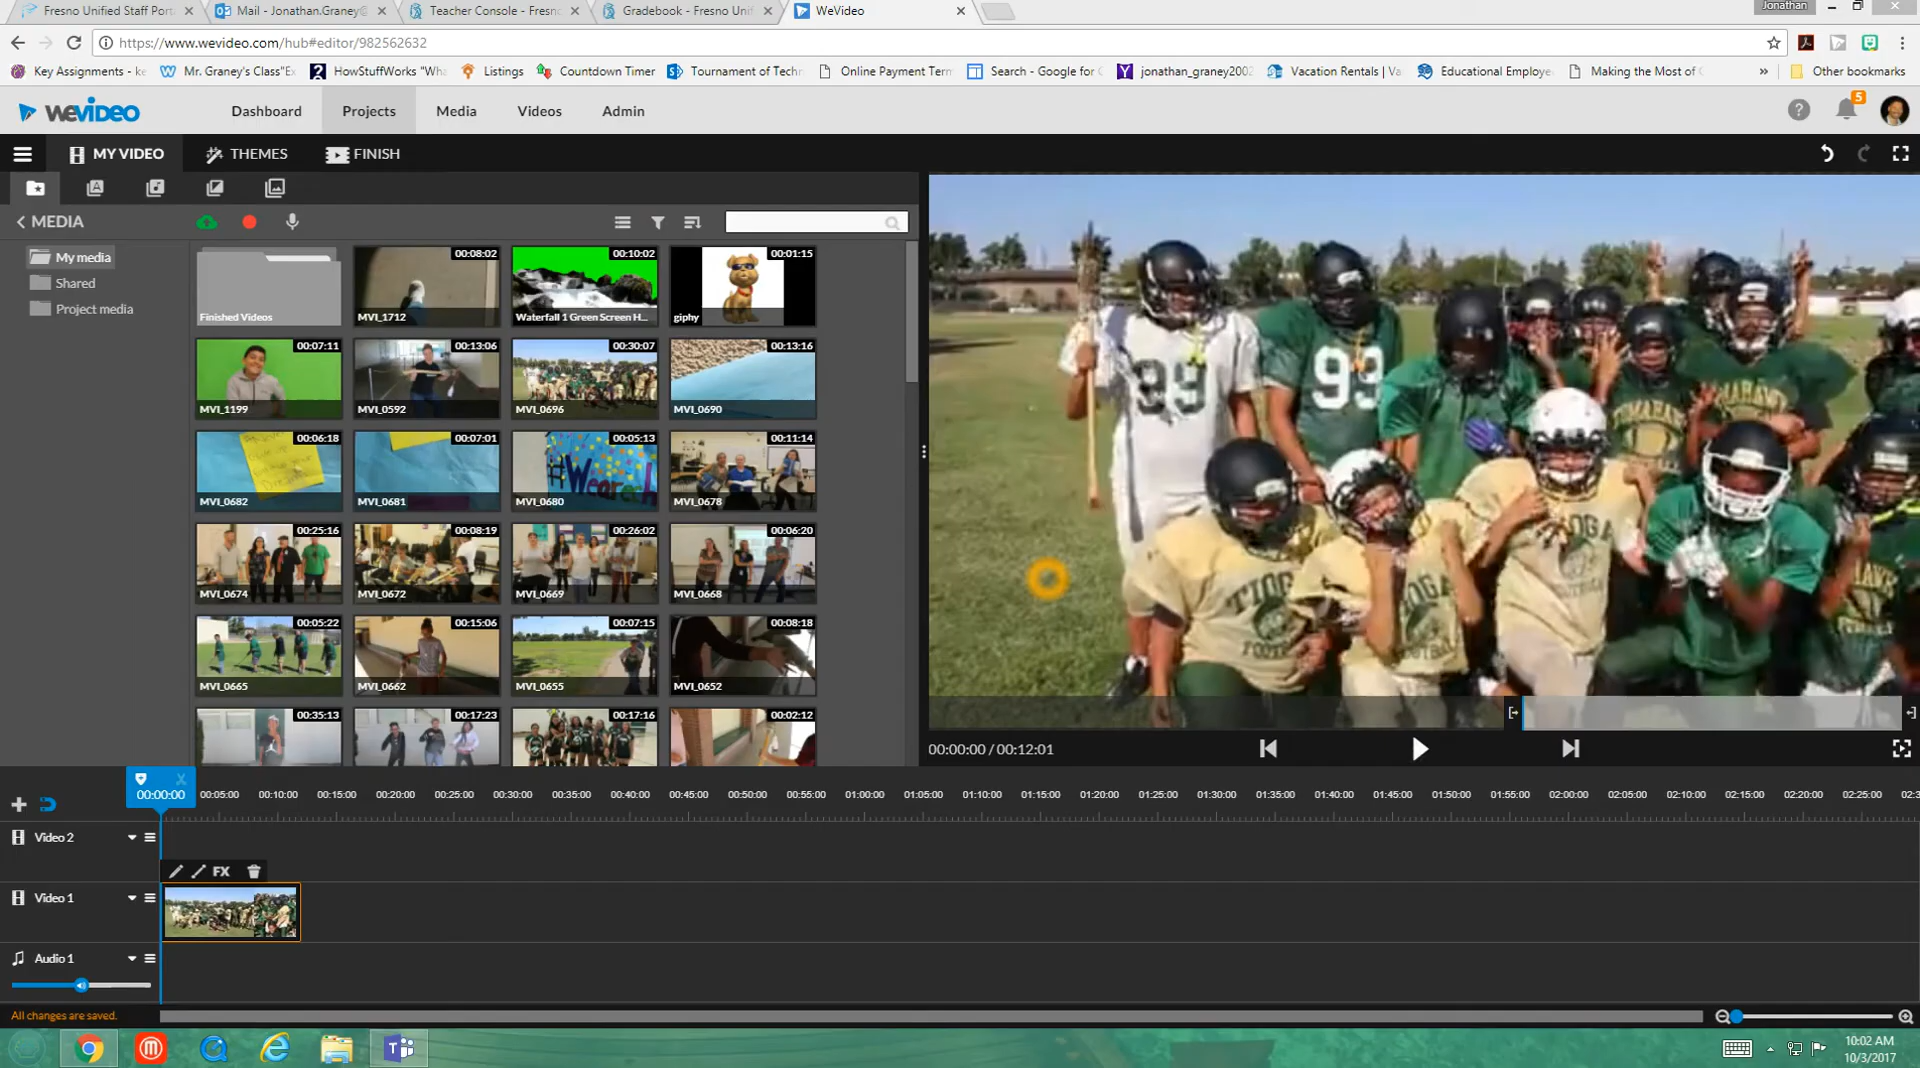 Fresno Unified Staff Port
Mail - Jonathan.Graney@
Teacher Console - Fresn
Gradebook - Fresno Unif
WeVideo
Jonathan
https://www.wevideo.com/hub#editor/982562632
Key Assignments - ke
Mr. Graney's Class"Ex
HowStuffWorks "Wha
Listings
Countdown Timer
Tournament of Techn
Online Payment Term
Search - Google for
jonathan_graney2002
Vacation Rentals | Va
Educational Employe
Making the Most of
Other bookmarks
WEVIDEO
Dashboard
Projects
Media
Videos
Admin
5
MY VIDEO
THEMES
FINISH
MEDIA
My media
Shared
Project media
Finished Videos
00:08:02
MVI_1712
00:10:02
Waterfall 1 Green Screen H...
00:01:15
giphy
00:07:11
MVI_1199
00:13:06
MVI_0592
00:30:07
MVI_0696
00:13:16
MVI_0690
00:06:18
MVI_0682
00:07:01
MVI_0681
00:05:13
MVI_0680
00:11:14
MVI_0678
00:25:16
MVI_0674
00:08:19
MVI_0672
00:26:02
MVI_0669
00:06:20
MVI_0668
00:05:22
MVI_0665
00:15:06
MVI_0662
00:07:15
MVI_0655
00:08:18
MVI_0652
00:35:13
00:17:23
00:17:16
00:02:12
99
99
TIOGA
00:00:00 / 00:12:01
00:00:00
00:05:00
00:10:00
00:15:00
00:20:00
00:25:00
00:30:00
00:35:00
00:40:00
00:45:00
00:50:00
00:55:00
01:00:00
01:05:00
01:10:00
01:15:00
01:20:00
01:25:00
01:30:00
01:35:00
01:40:00
01:45:00
01:50:00
01:55:00
02:00:00
02:05:00
02:10:00
02:15:00
02:20:00
02:25:00
02:3
Video 2
FX
Video 1
Audio 1
All changes are saved.
10:02 AM
10/3/2017